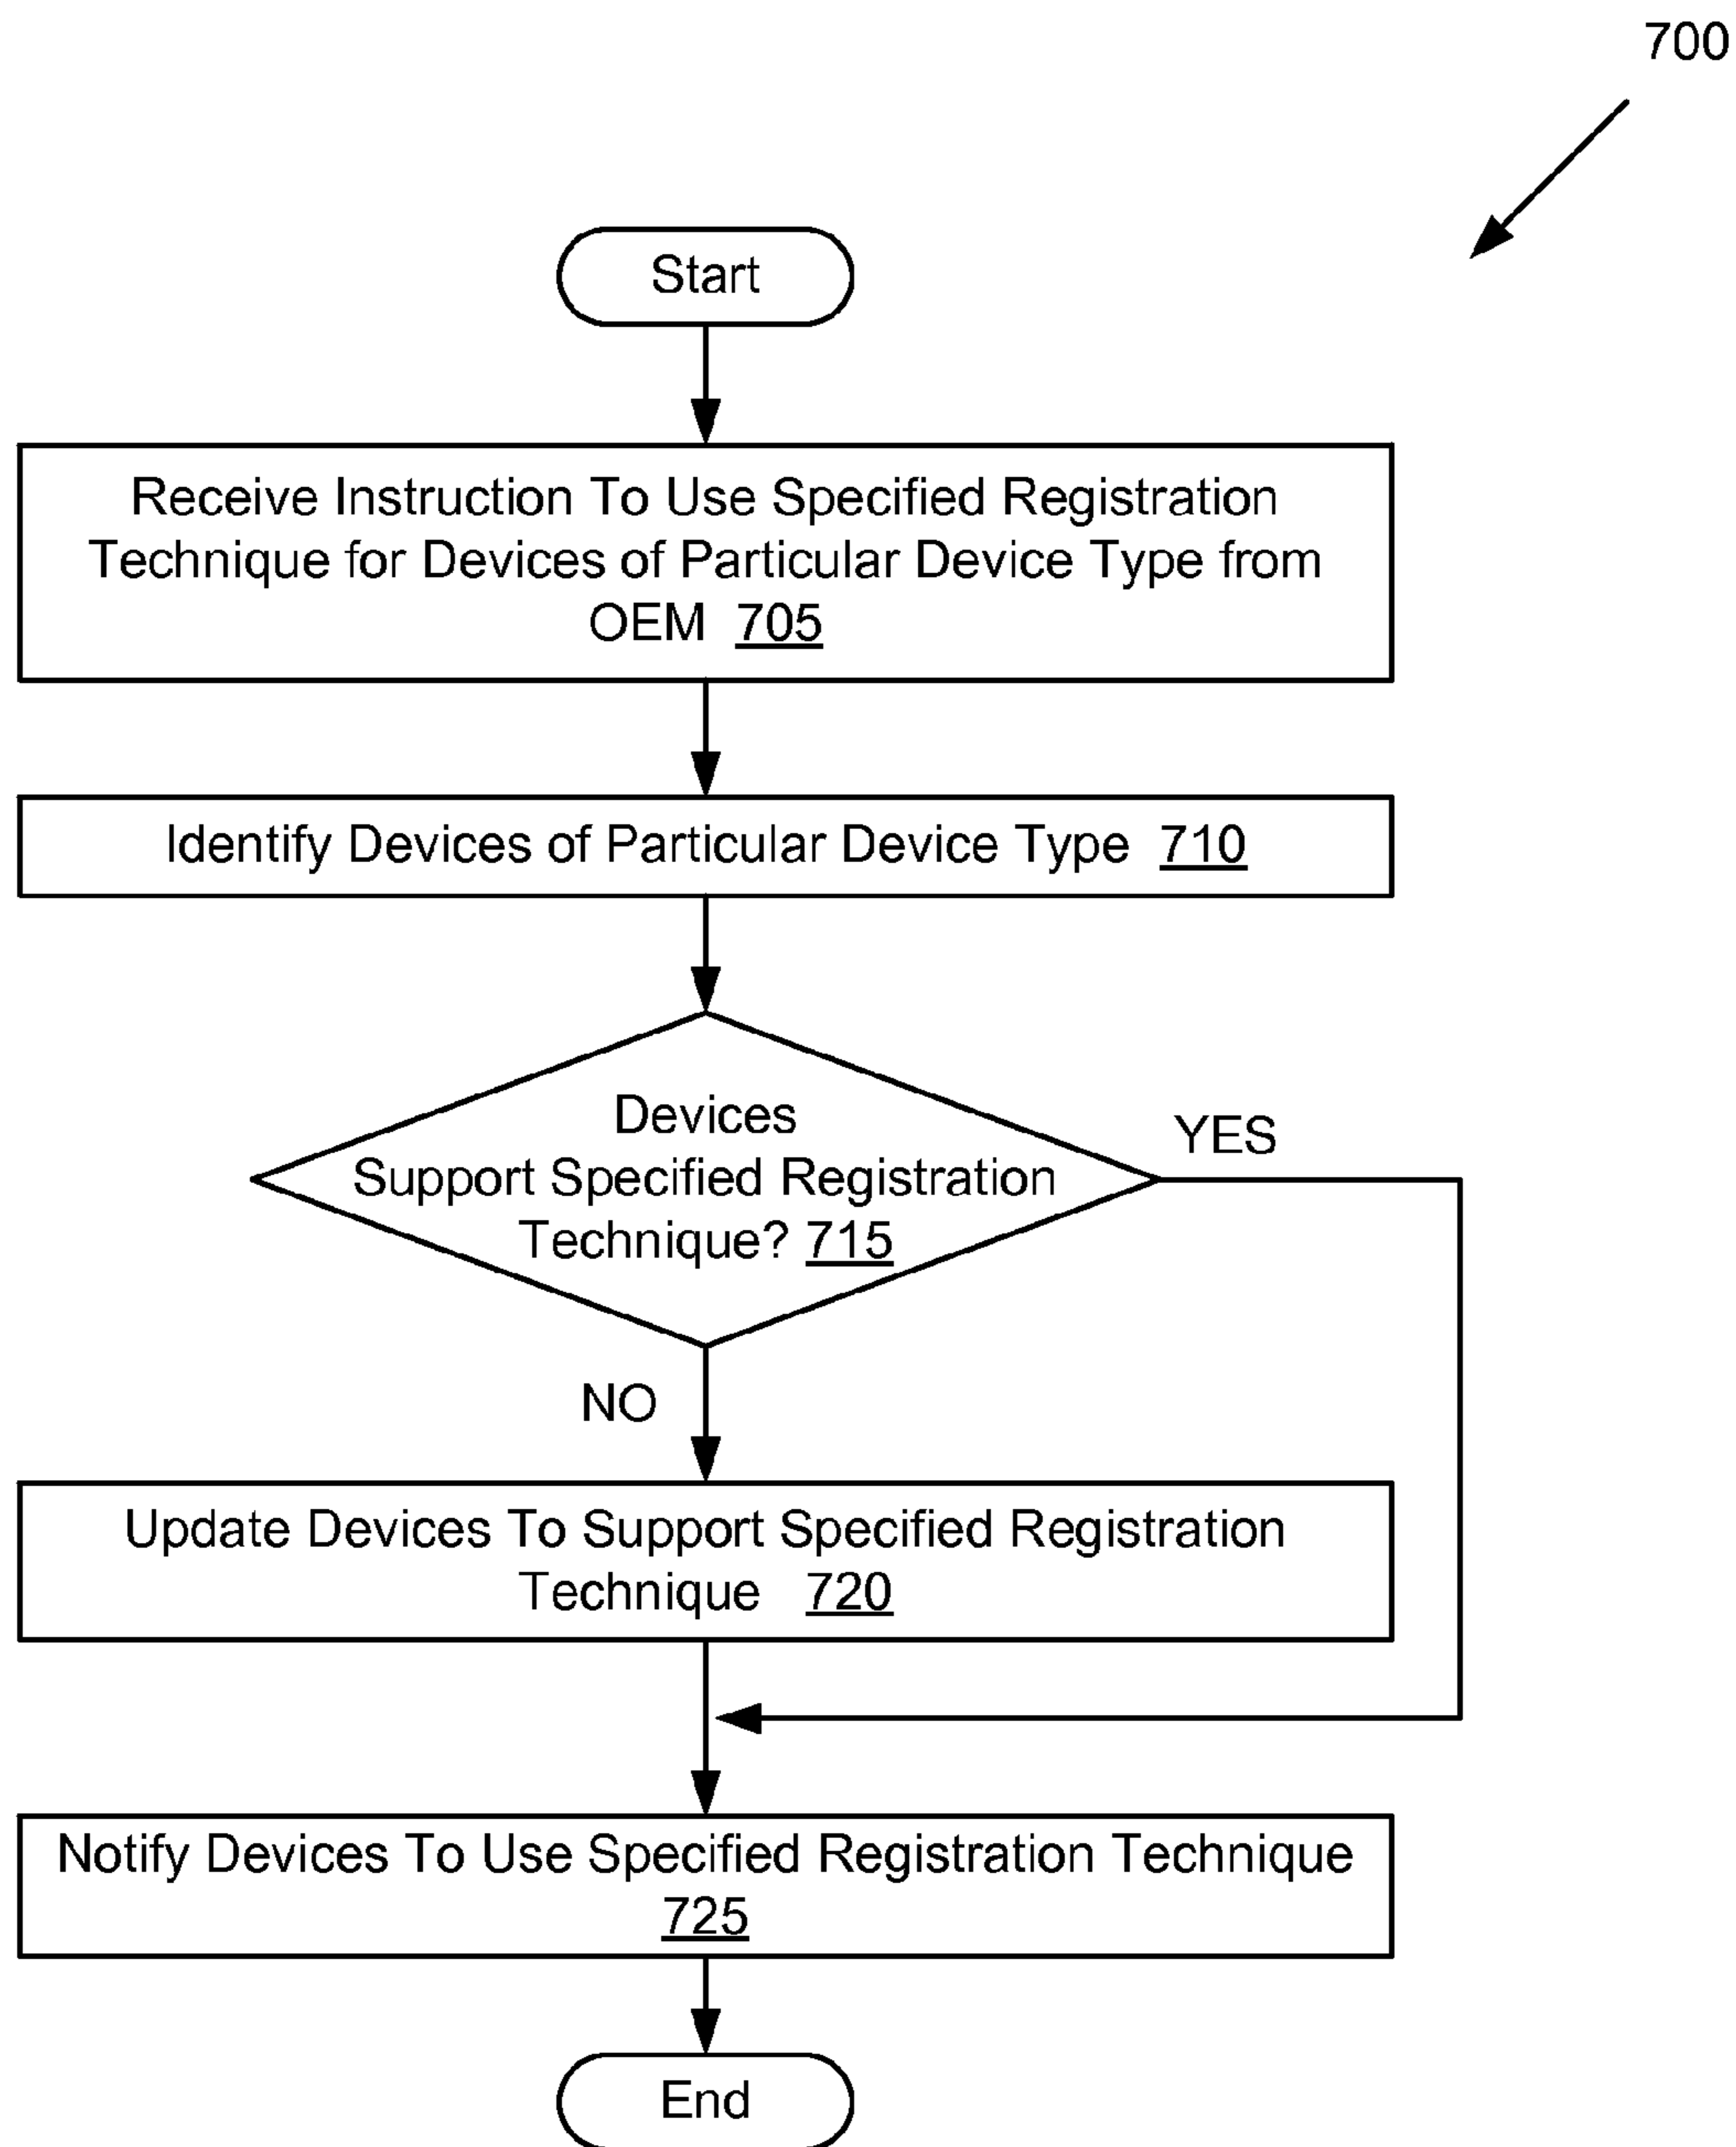 700
Start
Receive Instruction To Use Specified Registration
Technique for Devices of Particular Device Type from
OEM 705
Identify Devices of Particular Device Type 710
Devices
Support Specified Registration
Technique? 715
YES
NO
Update Devices To Support Specified Registration
Technique 720
Notify Devices To Use Specified Registration Technique
725
End